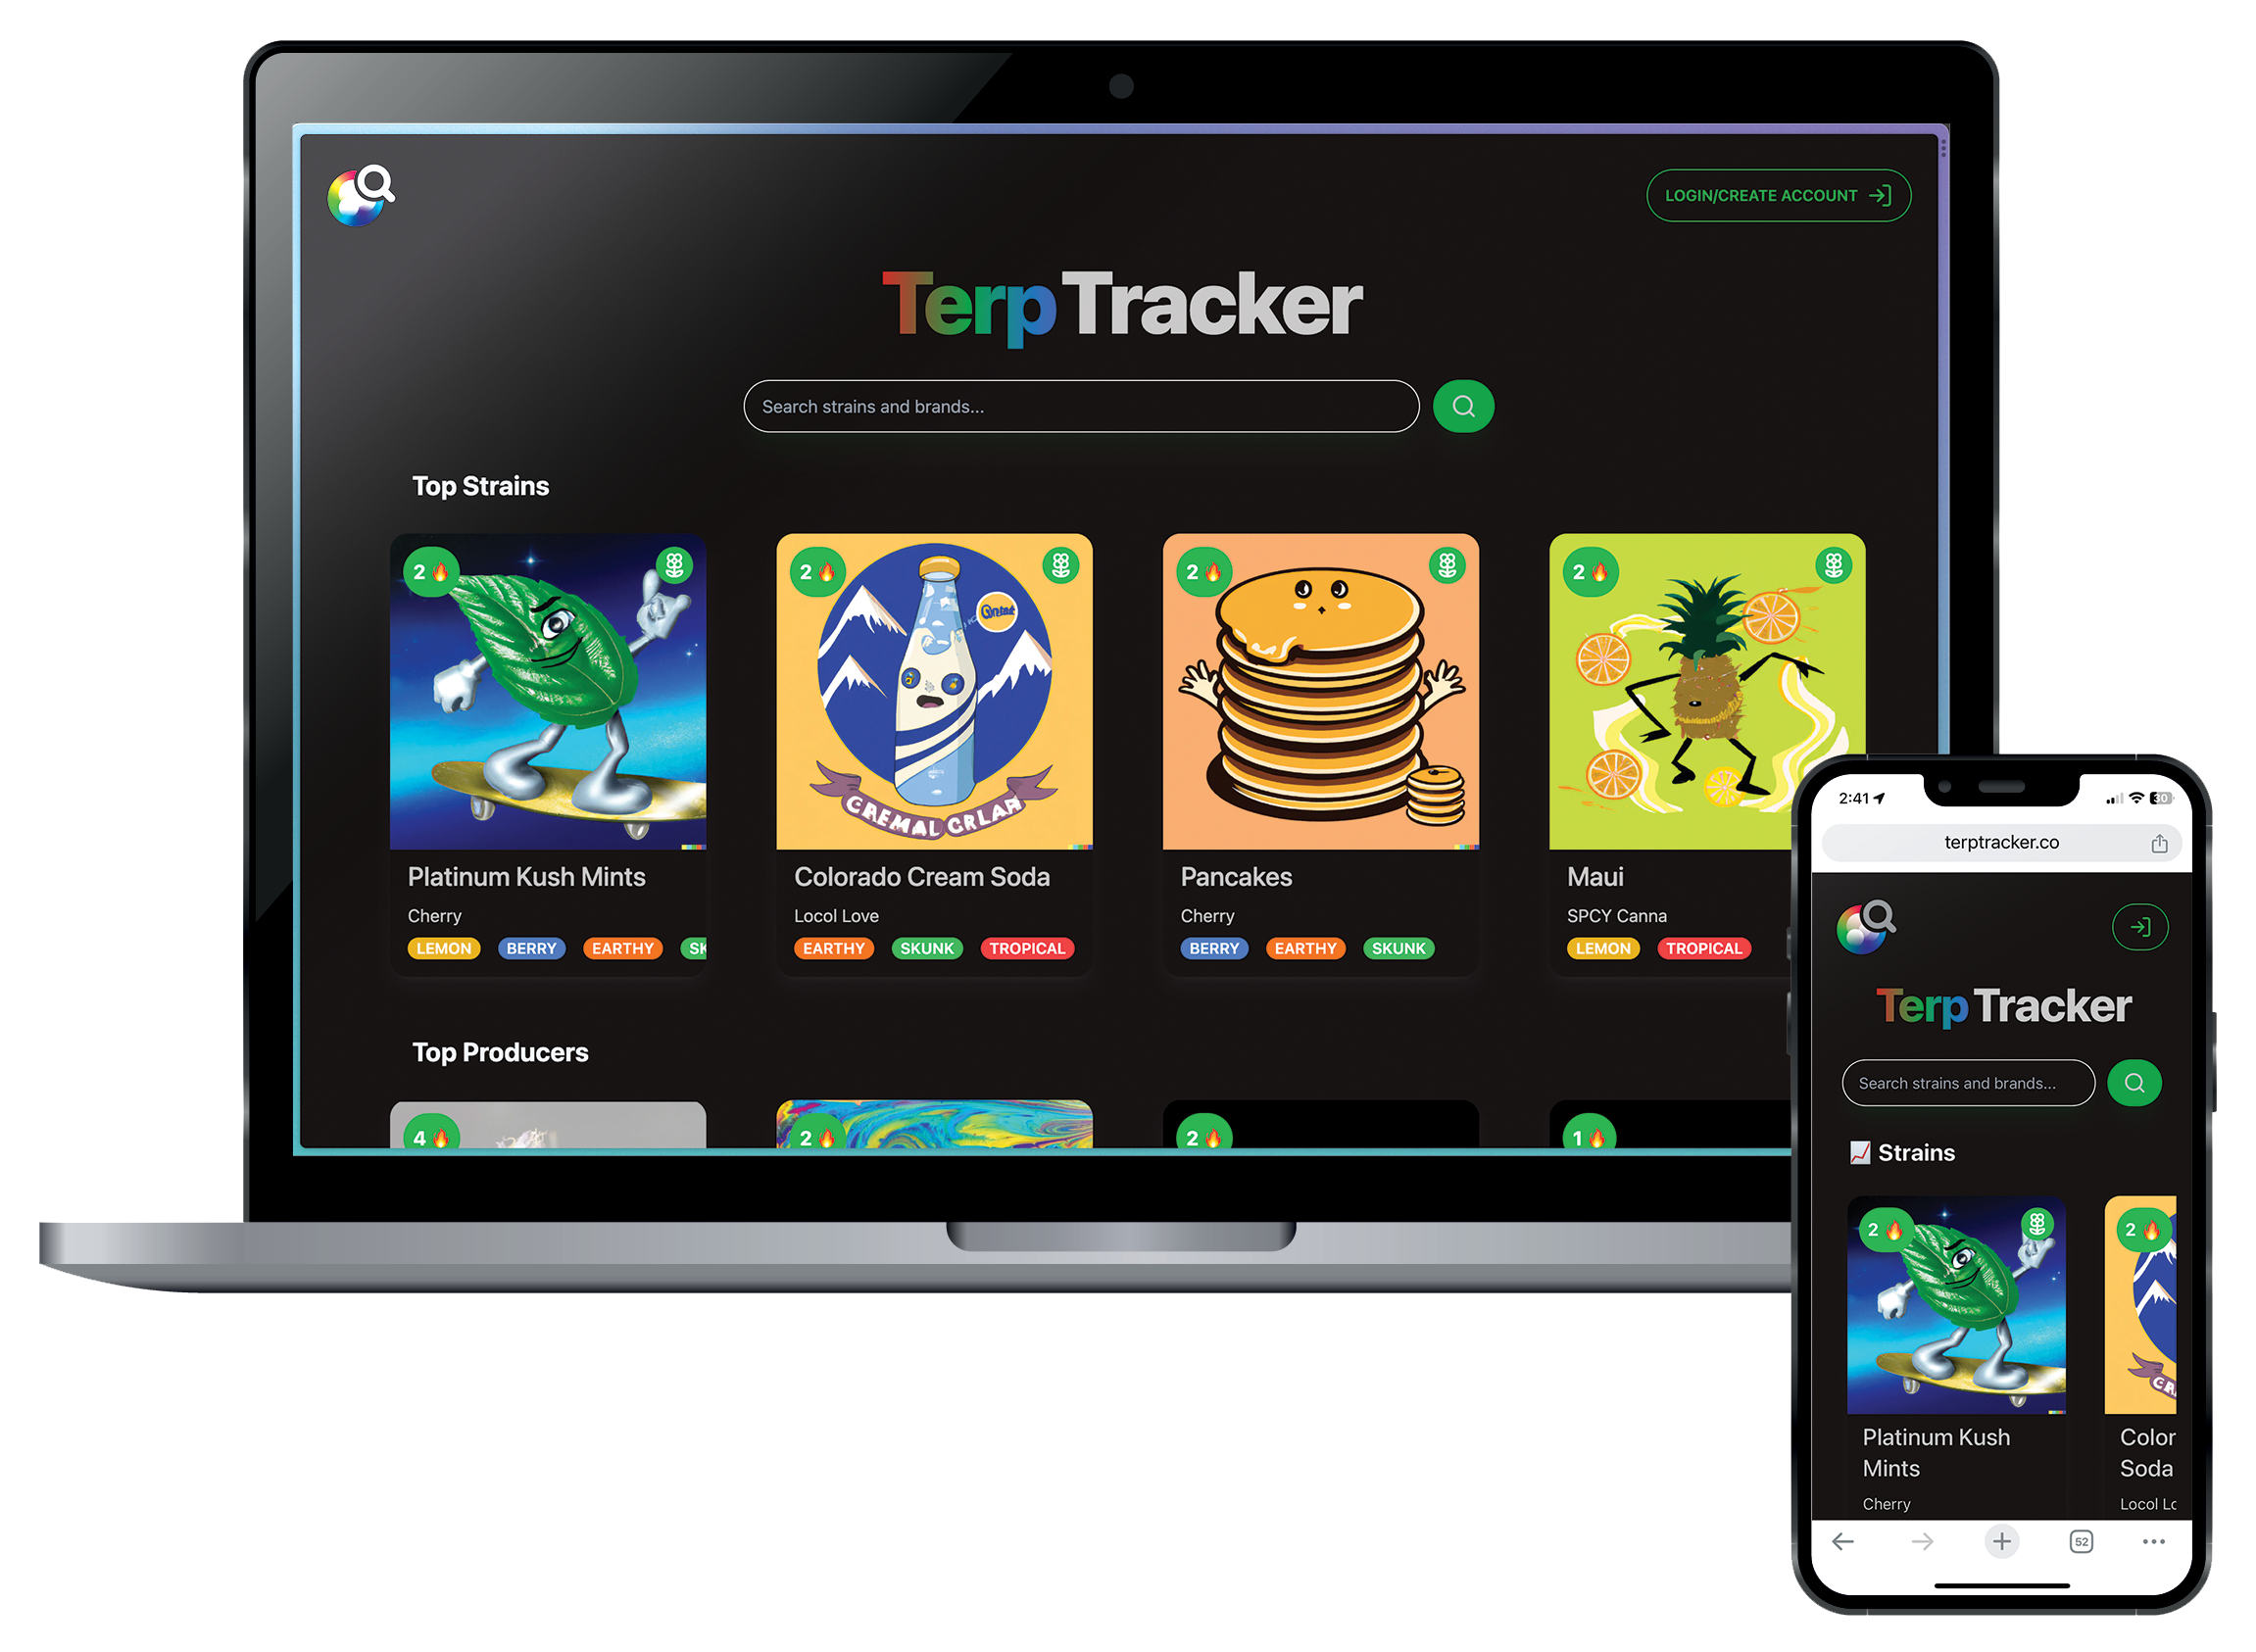 LOGIN/CREATE ACCOUNT
Terp Tracker
Search strains and brands...
Top Strains
2
2
2
2
CREMAL CRLAR
Platinum Kush Mints
Colorado Cream Soda
Pancakes
Maui
Cherry
Locol Love
Cherry
SPCY Canna
LEMON BERRY EARTHY SK
EARTHY SKUNK TROPICAL
BERRY EARTHY SKUNK
LEMON TROPICAL
Top Producers
4
2
2
1
2:41
30
terptracker.co
Terp Tracker
Search strains and brands...
Strains
2
2
Platinum Kush
Mints
Cherry
Color
Soda
Locol Lo
52